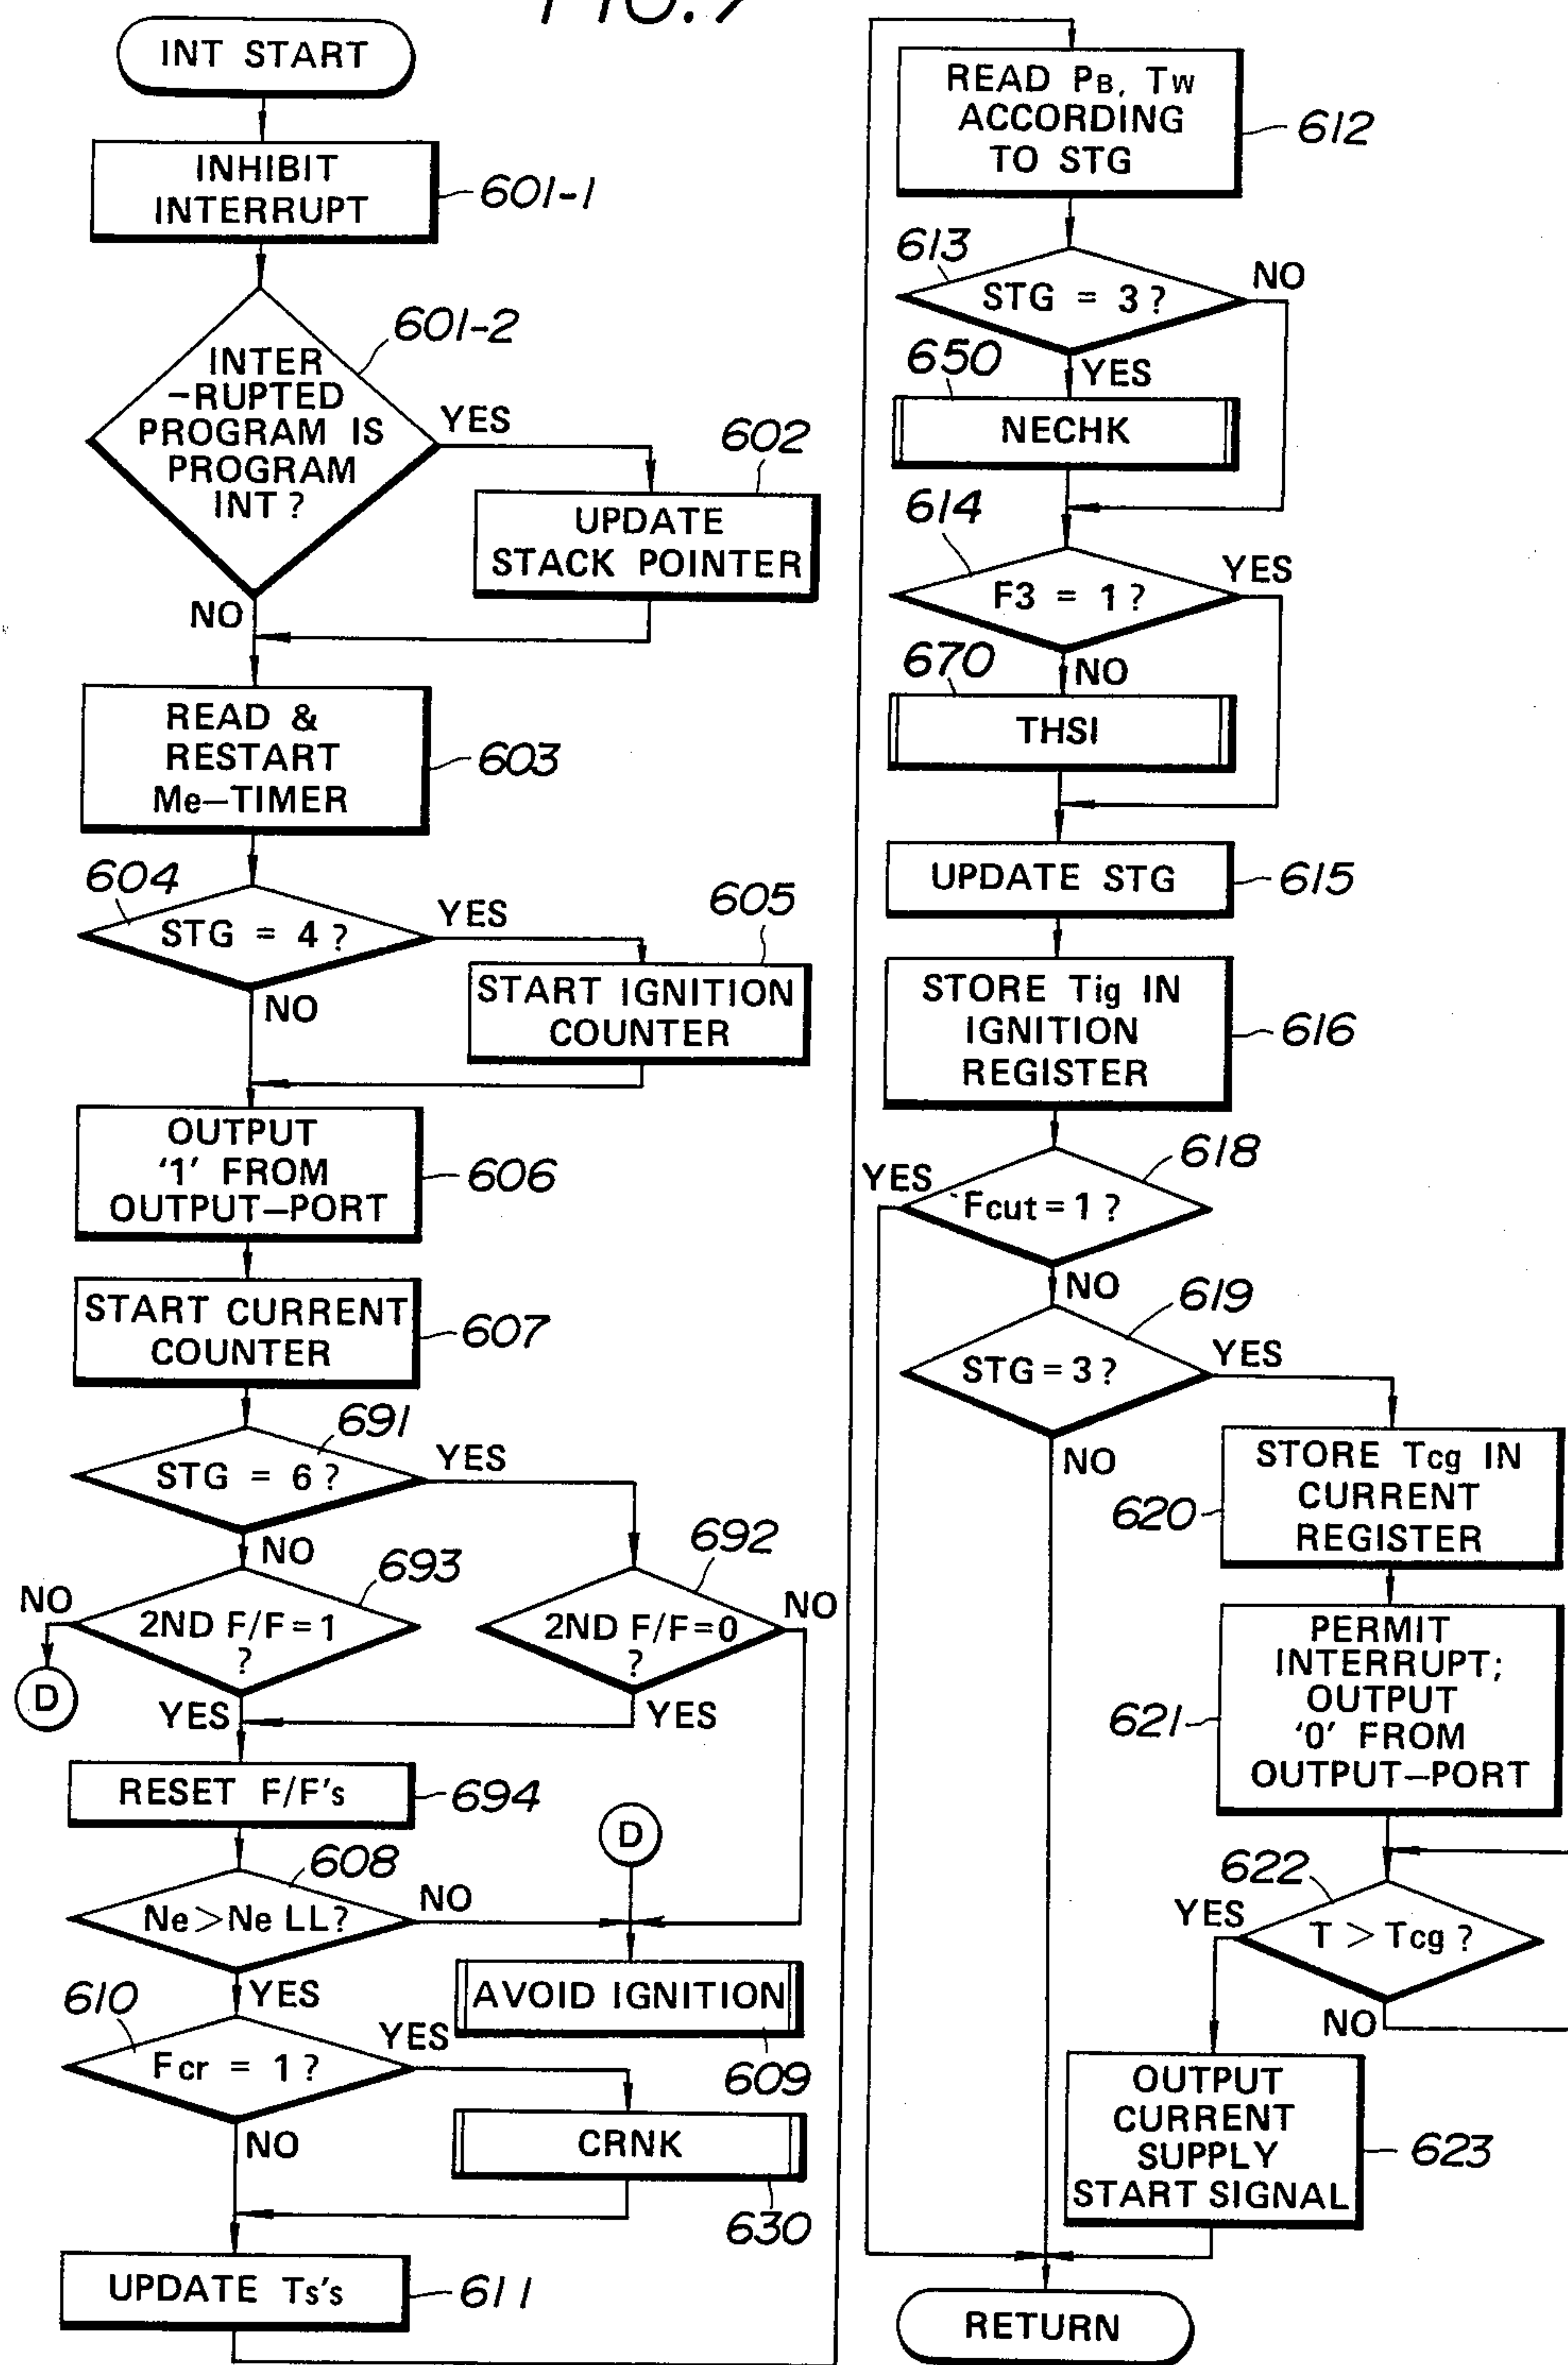 FIG. 7
INT START
INHIBIT
INTERRUPT
601-1
INTER
-RUPTED
PROGRAM IS
PROGRAM
INT ?
601-2
YES
NO
602
UPDATE
STACK POINTER
READ &
RESTART
Me-TIMER
603
604
STG = 4 ?
YES
NO
605
START IGNITION
COUNTER
OUTPUT
'1' FROM
OUTPUT-PORT
606
START CURRENT
COUNTER
607
691
STG = 6 ?
YES
NO
693
NO
2ND F/F = 1
?
YES
D
692
2ND F/F = 0
?
NO
YES
RESET F/F's
694
D
608
Ne > Ne LL?
NO
YES
AVOID IGNITION
609
610
Fcr = 1 ?
YES
NO
CRNK
630
UPDATE Ts's
611
READ PB, TW
ACCORDING
TO STG
612
613
STG = 3 ?
NO
YES
650
NECHK
614
F3 = 1 ?
YES
NO
670
THSI
UPDATE STG
615
STORE Tig IN
IGNITION
REGISTER
616
618
YES
Fcut = 1 ?
NO
619
STG = 3 ?
YES
NO
STORE Tcg IN
CURRENT
REGISTER
620
PERMIT
INTERRUPT;
OUTPUT
'0' FROM
OUTPUT-PORT
621
622
YES
T > Tcg ?
NO
OUTPUT
CURRENT
SUPPLY
START SIGNAL
623
RETURN